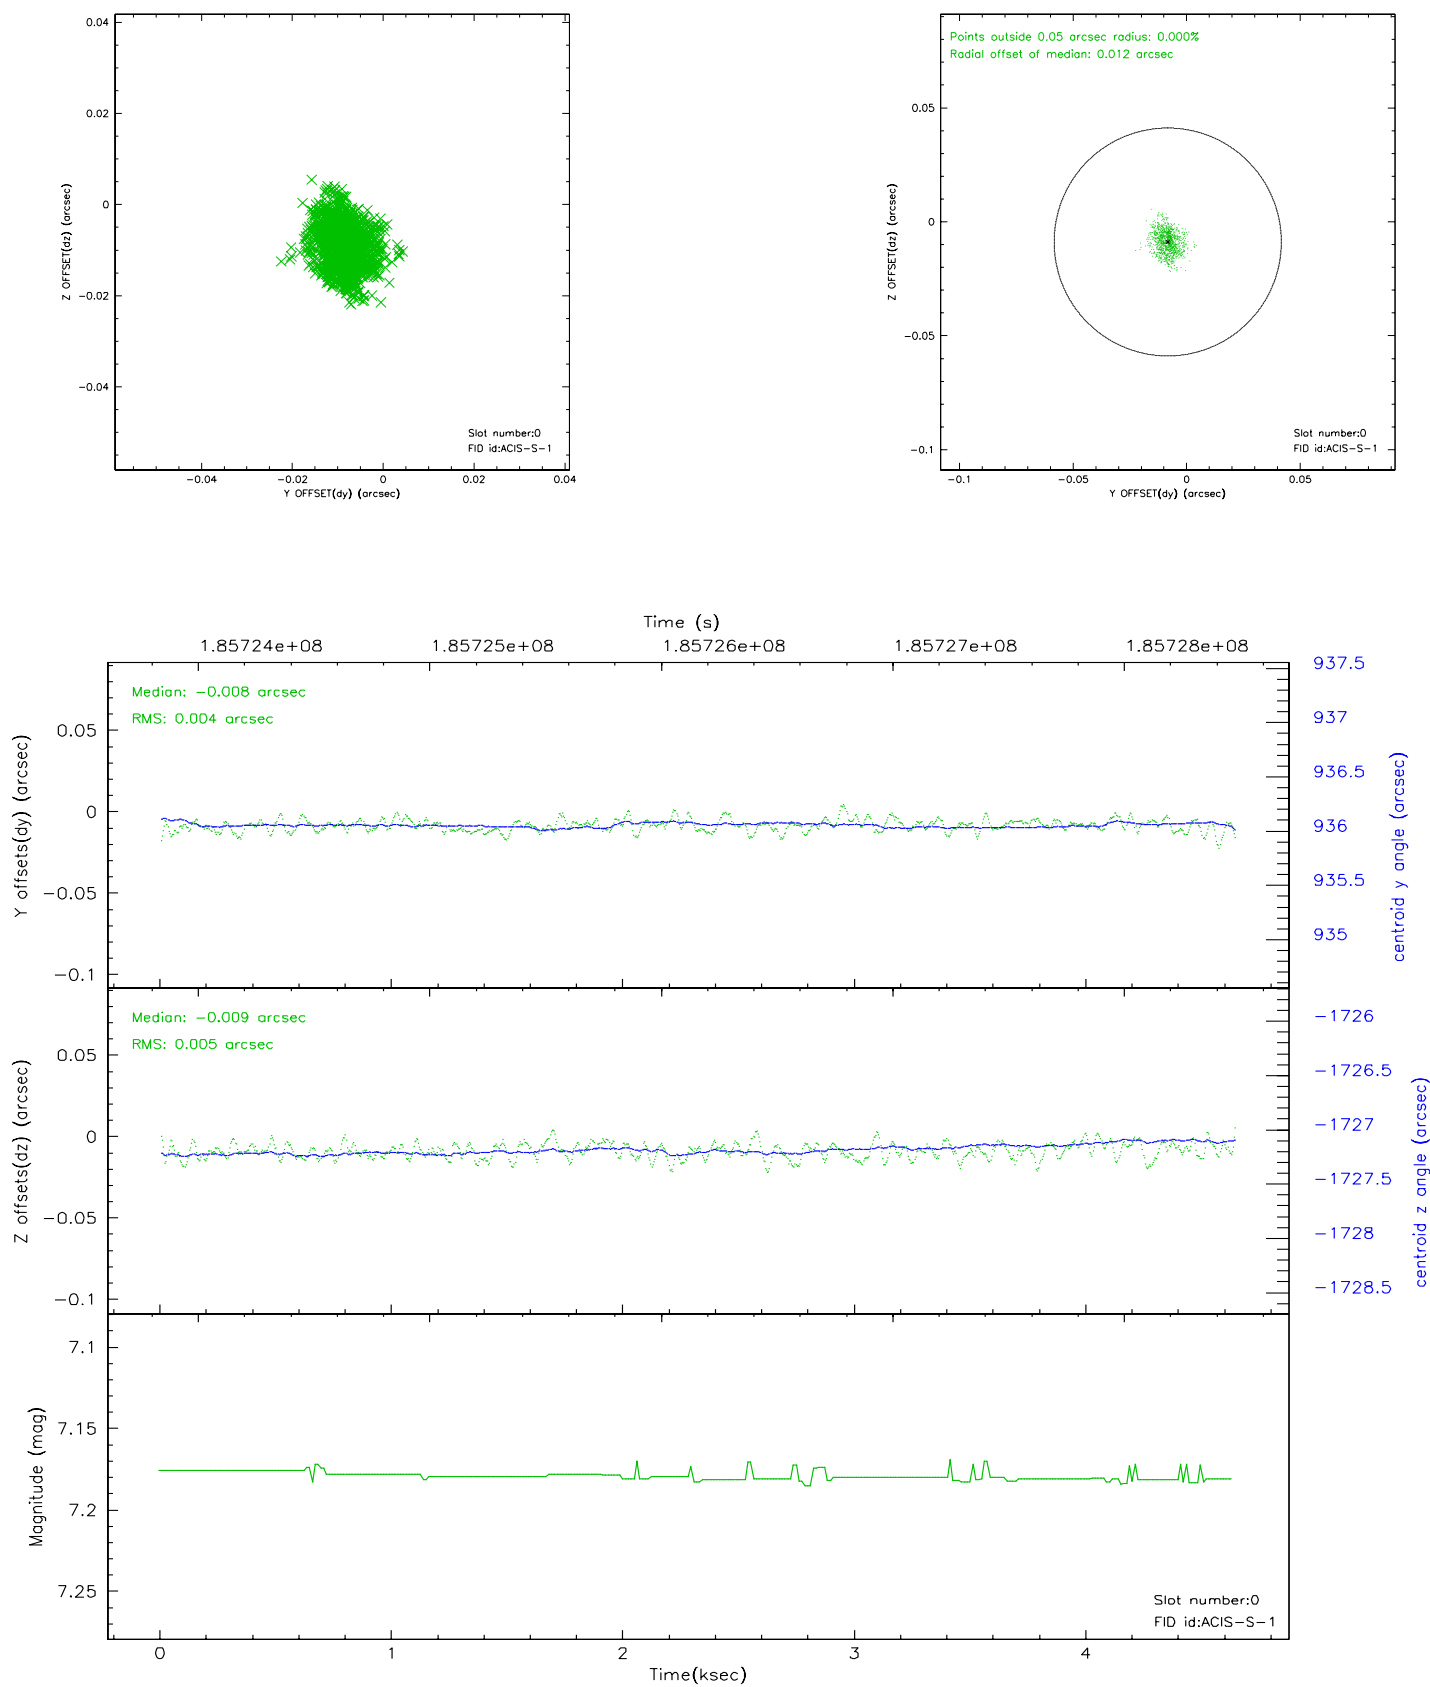 0.04
0.02
0
−0.02
−0.04
Z OFFSET(dz) (arcsec)
Slot number:0
FID id:ACIS−S−1
−0.04
−0.02
0
0.02
0.04
Y OFFSET(dy) (arcsec)
Points outside 0.05 arcsec radius: 0.000%
Radial offset of median: 0.012 arcsec
0.05
0
−0.05
−0.1
Z OFFSET(dz) (arcsec)
Slot number:0
FID id:ACIS−S−1
−0.1
−0.05
0
0.05
Y OFFSET(dy) (arcsec)
Time (s)
1.85724e+08
1.85725e+08
1.85726e+08
1.85727e+08
1.85728e+08
Median: −0.008 arcsec
RMS: 0.004 arcsec
0.05
0
−0.05
−0.1
Y offsets(dy) (arcsec)
937.5
937
936.5
936
935.5
935
centroid y angle (arcsec)
Median: −0.009 arcsec
RMS: 0.005 arcsec
0.05
0
−0.05
−0.1
Z offsets(dz) (arcsec)
−1726
−1726.5
−1727
−1727.5
−1728
−1728.5
centroid z angle (arcsec)
7.1
7.15
7.2
7.25
Magnitude (mag)
Slot number:0
FID id:ACIS−S−1
0
1
2
3
4
Time(ksec)